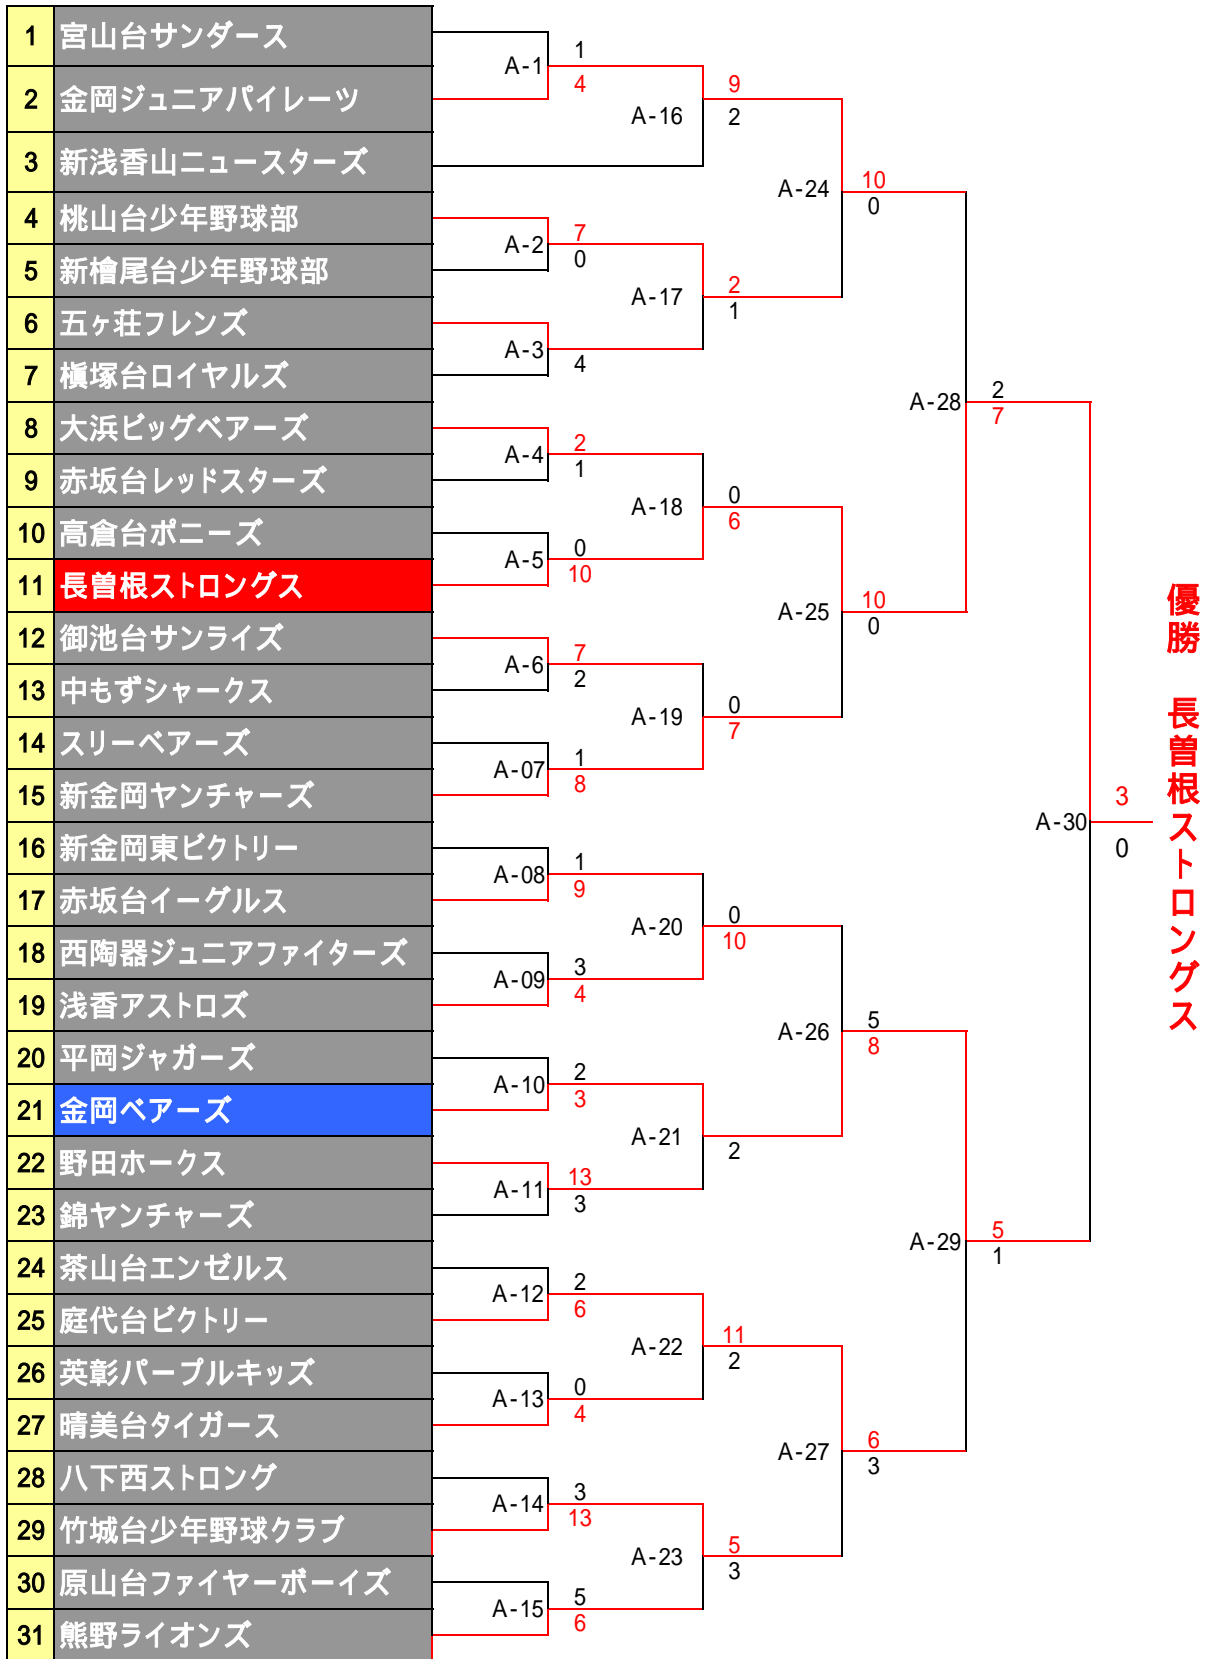 1 宮山台サンダース
2 金岡ジュニアパイレーツ
3 新浅香山ニュースターズ
4 桃山台少年野球部
5 新檜尾台少年野球部
6 五ヶ荘フレンズ
7 槇塚台ロイヤルズ
8 大浜ビッグベアーズ
9 赤坂台レッドスターズ
10 高倉台ポニーズ
11 長曽根ストロングス
12 御池台サンライズ
13 中もずシャークス
14 スリーベアーズ
15 新金岡ヤンチャーズ
16 新金岡東ビクトリー
17 赤坂台イーグルス
18 西陶器ジュニアファイターズ
19 浅香アストロズ
20 平岡ジャガーズ
21 金岡ベアーズ
22 野田ホークス
23 錦ヤンチャーズ
24 茶山台エンゼルス
25 庭代台ビクトリー
26 英彰パープルキッズ
27 晴美台タイガース
28 八下西ストロング
29 竹城台少年野球クラブ
30 原山台ファイヤーボーイズ
31 熊野ライオンズ
A-1 1 4
A-2 7 0
A-3 4
A-4 2 1
A-5 0 10
A-6 7 2
A-07 1 8
A-08 1 9
A-09 3 4
A-10 2 3
A-11 13 3
A-12 2 6
A-13 0 4
A-14 3 13
A-15 5 6
A-16 9 2
A-17 2 1
A-18 0 6
A-19 0 7
A-20 0 10
A-21 2
A-22 11 2
A-23 5 3
A-24 10 0
A-25 10 0
A-26 5 8
A-27 6 3
A-28 2 7
A-29 5 1
A-30 3 0
優勝 長曽根ストロングス